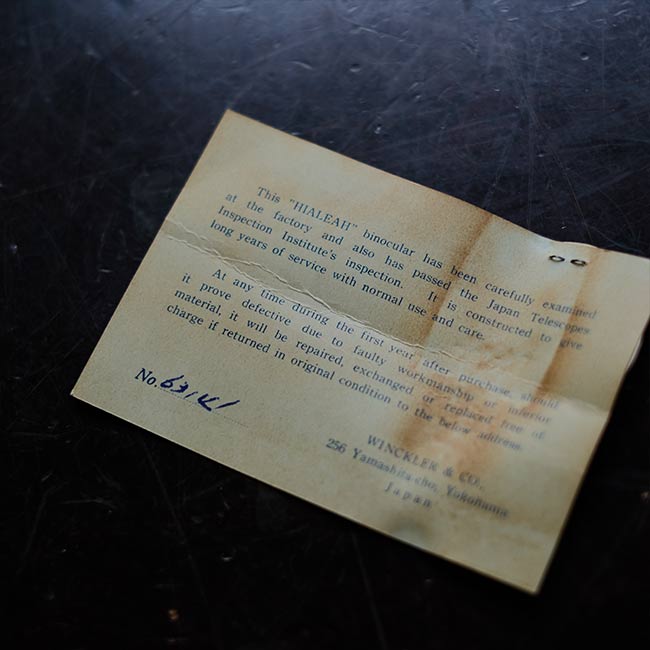 This "HIALEAH" binocular has been carefully examined
at the factory and also has passed the Japan Telescopes
Inspection Institute's inspection. It is constructed to give
long years of service with normal use and care.
At any time during the first year after purchase, should
it prove defective due to faulty workmanship or inferior
material, it will be repaired, exchanged or replaced free of
charge if returned in original condition to the below address.
No.
WINCKLER & CO.,
256 Yamashita-cho, Yokohama
Japan